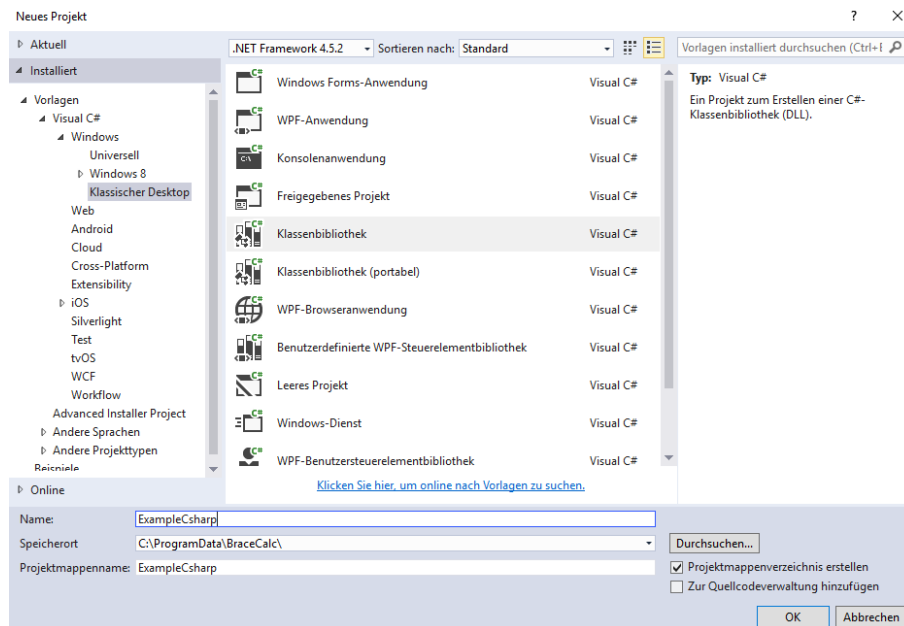 Neues Projekt
Aktuell
.NET Framework 4.5.2 Sortieren nach: Standard
Vorlagen installiert durchsuchen (Ctrl+E
Installiert
Vorlagen
Visual C#
Windows
Universell
Windows 8
Klassischer Desktop
Web
Android
Cloud
Cross-Platform
Extensibility
iOS
Silverlight
Test
tvOS
WCF
Workflow
Advanced Installer Project
Andere Sprachen
Andere Projekttypen
Beispiele
Online
Windows Forms-Anwendung Visual C#
WPF-Anwendung Visual C#
Konsolenanwendung Visual C#
Freigegebenes Projekt Visual C#
Klassenbibliothek Visual C#
Klassenbibliothek (portabel) Visual C#
WPF-Browseranwendung Visual C#
Benutzerdefinierte WPF-Steuerelementbibliothek Visual C#
Leeres Projekt Visual C#
Windows-Dienst Visual C#
WPF-Benutzersteuerelementbibliothek Visual C#
Klicken Sie hier, um online nach Vorlagen zu suchen.
Typ: Visual C#
Ein Projekt zum Erstellen einer C#-
Klassenbibliothek (DLL).
Name: ExampleCsharp
Speicherort C:\ProgramData\BraceCalc\ Durchsuchen...
Projektmappenname: ExampleCsharp
Projektmappenverzeichnis erstellen
Zur Quellcodeverwaltung hinzufügen
OK Abbrechen